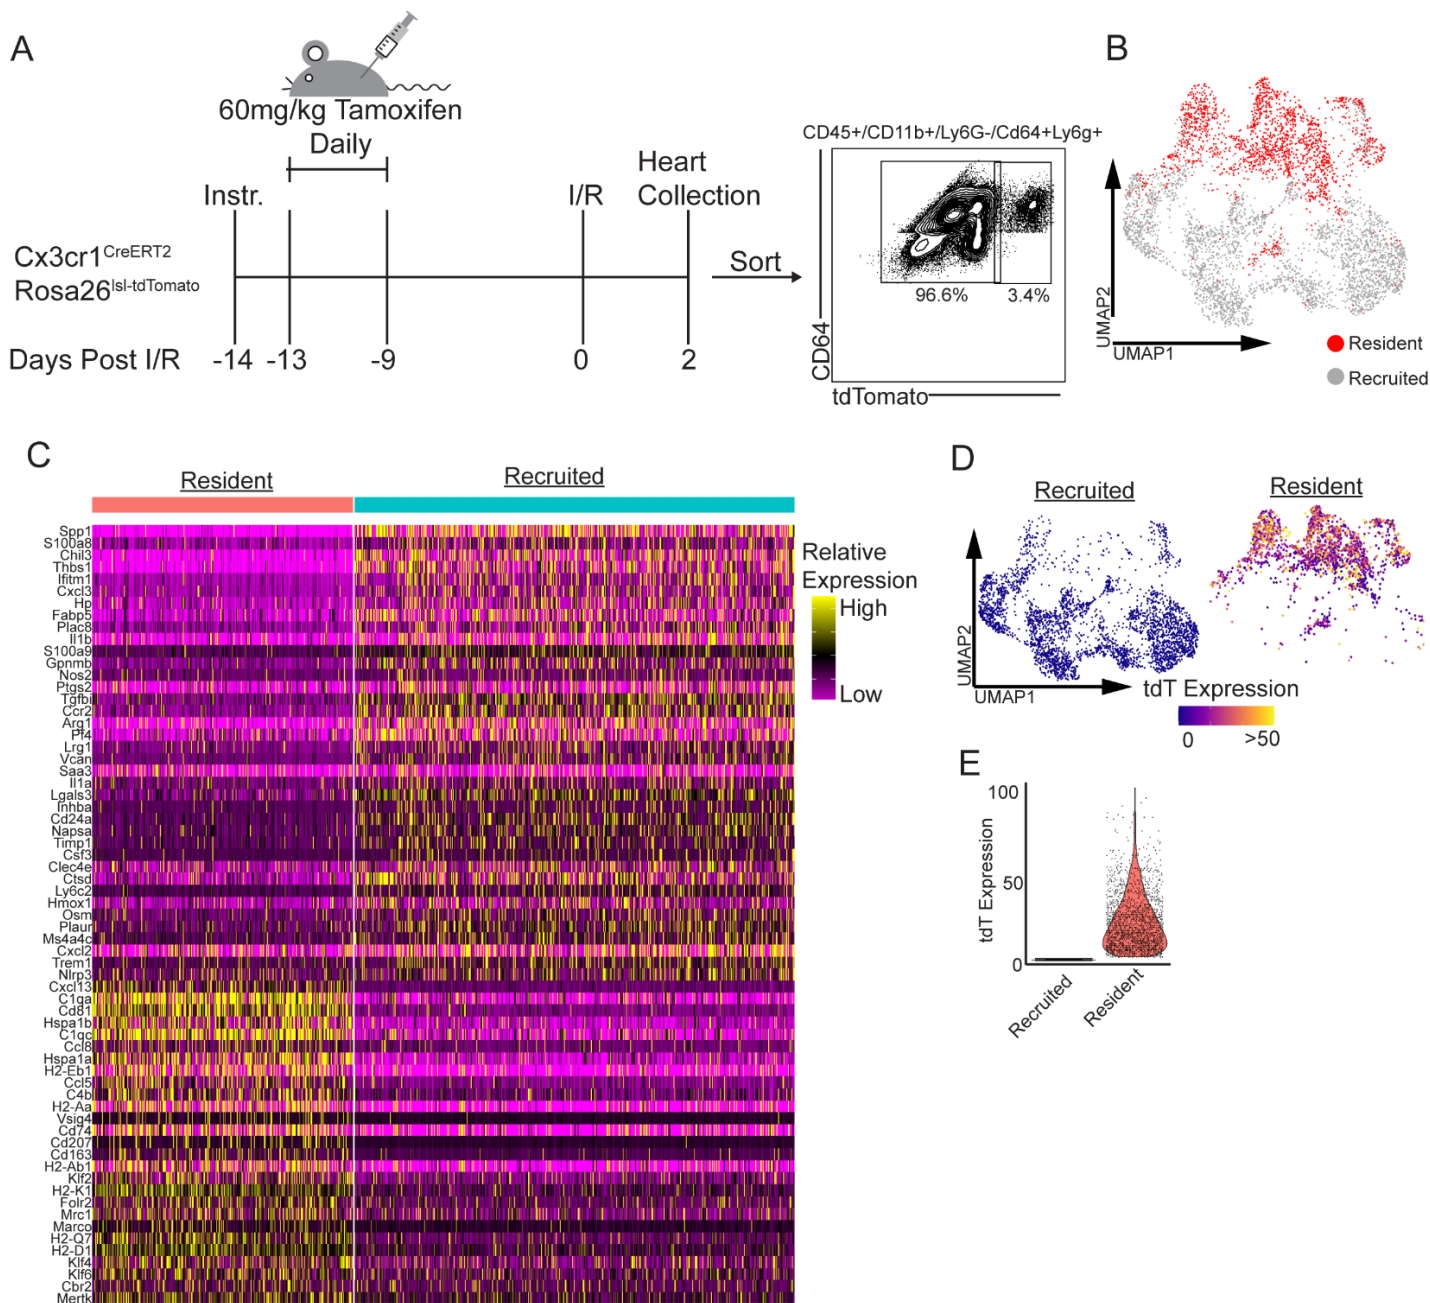 A
60mg/kg Tamoxifen
Daily
Instr.
I/R
Heart
Collection
Cx3cr1CreERT2
Rosa26lsl-tdTomato
Days Post I/R
-14
-13
-9
0
2
Sort
CD45+/CD11b+/Ly6G-/Cd64+Ly6g+
96.6%
3.4%
CD64
tdTomato
B
UMAP2
UMAP1
Resident
Recruited
C
Resident
Recruited
Spp1
S100a8
Chil3
Thbs1
Ifitm1
Cxcl3
Hp
Fabp5
Plac8
Il1b
S100a9
Gpnmb
Nos2
Ptgs2
Tgfbi
Ccr2
Arg1
Pf4
Lrg1
Vcan
Saa3
Il1a
Lgals3
Inhba
Cd24a
Napsa
Timp1
Csf3
Clec4e
Ctsd
Ly6c2
Hmox1
Osm
Plaur
Ms4a4c
Cxcl2
Trem1
Nlrp3
Cxcl13
C1qa
Cd81
Hspa1b
C1qc
Ccl8
Hspa1a
H2-Eb1
Ccl5
C4b
H2-Aa
Vsig4
Cd74
Cd207
Cd163
H2-Ab1
Klf2
H2-K1
Folr2
Mrc1
Marco
H2-Q7
H2-D1
Klf4
Klf6
Cbr2
Mertk
Relative
Expression
High
Low
D
Recruited
Resident
UMAP2
UMAP1
tdT Expression
0
>50
E
tdT Expression
100
50
0
Recruited
Resident